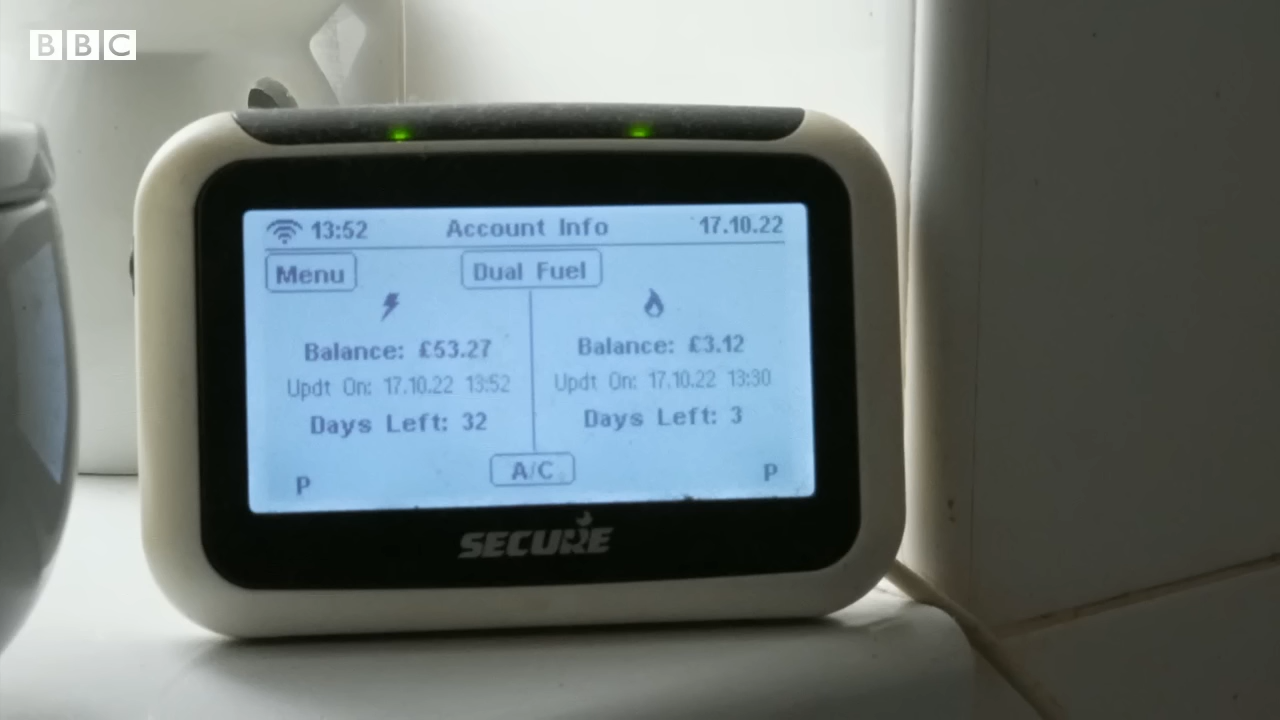 BBC
13:52 Account Info 17.10.22
Menu Dual Fuel
Balance: £53.27
Updt On: 17.10.22 13:52
Days Left: 32
P
Balance: £3.12
Updt On: 17.10.22 13:30
Days Left: 3
P
A/C
SECURE